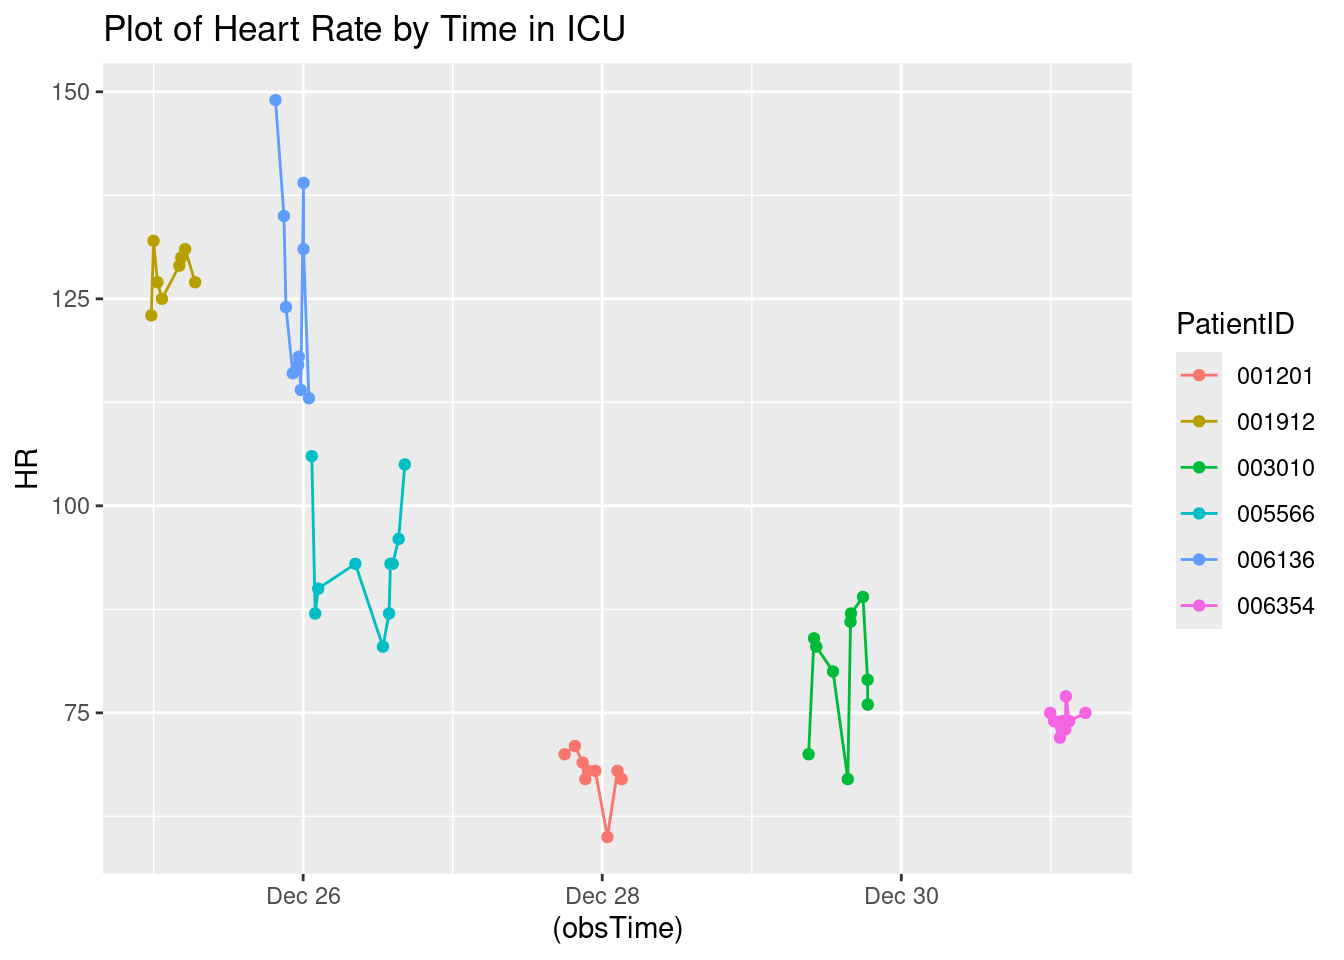 Plot of Heart Rate by Time in ICU
150
125
100
75
HR
Dec 26
Dec 28
Dec 30
(obsTime)
PatientID
001201
001912
003010
005566
006136
006354